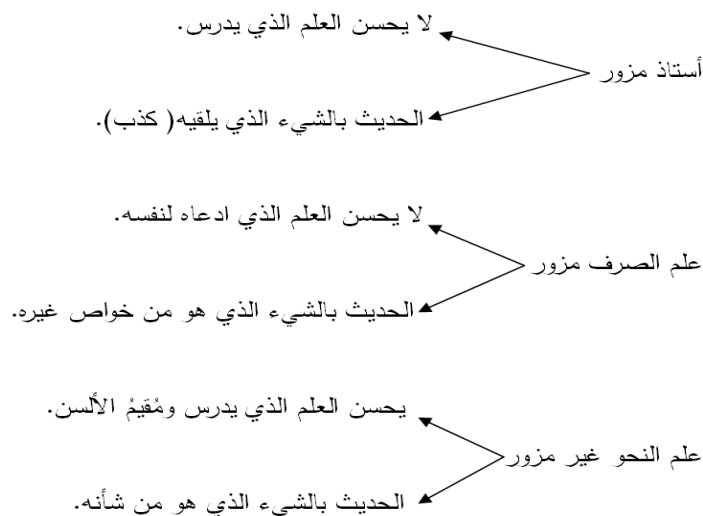 لا يحسن العلم الذي يدرس.
أستاذ مزور
الحديث بالشيء الذي يلقيه( كذب).
لا يحسن العلم الذي ادعاه لنفسه.
علم الصرف مزور
الحديث بالشيء الذي هو من خواص غيره.
يحسن العلم الذي يدرس ومُقيمُ الألسن.
علم النحو غير مزور
الحديث بالشيء الذي هو من شأنه.